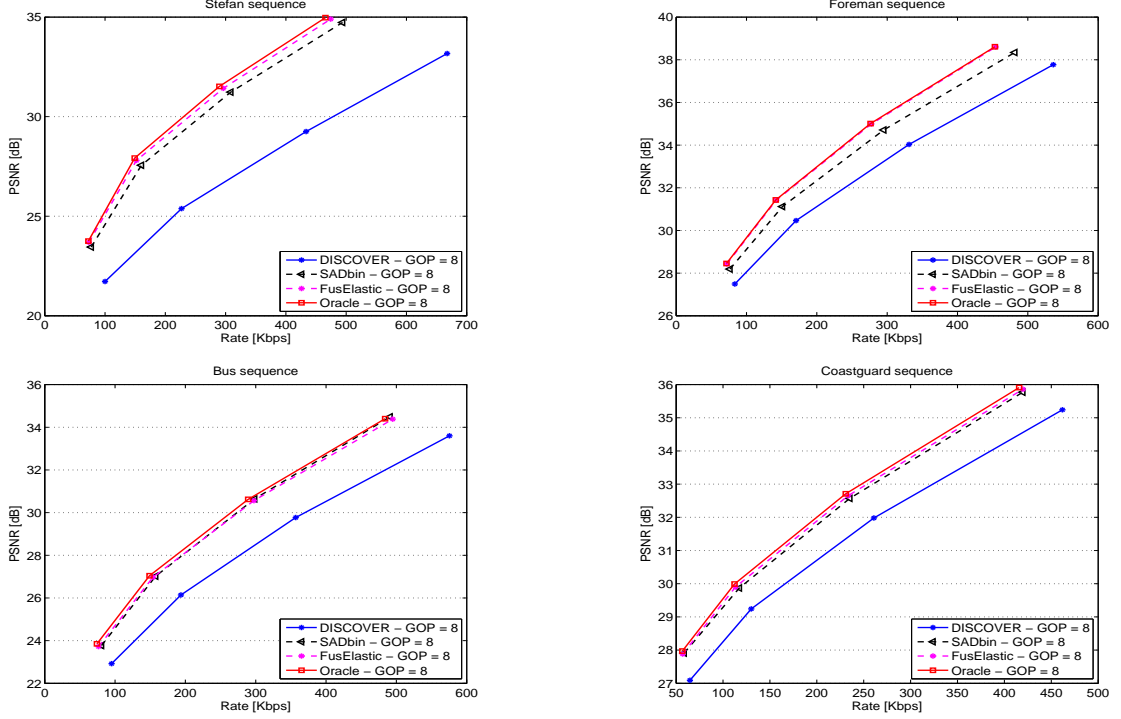 Stefan sequence
35
30
25
20
PSNR [dB]
0 100 200 300 400 500 600 700
Rate [Kbps]
DISCOVER – GOP = 8
SADbin – GOP = 8
FusElastic – GOP = 8
Oracle – GOP = 8
Foreman sequence
40
38
36
34
32
30
28
26
PSNR [dB]
0 100 200 300 400 500 600
Rate [Kbps]
DISCOVER – GOP = 8
SADbin – GOP = 8
FusElastic – GOP = 8
Oracle – GOP = 8
Bus sequence
36
34
32
30
28
26
24
22
PSNR [dB]
0 100 200 300 400 500 600
Rate [Kbps]
DISCOVER – GOP = 8
SADbin – GOP = 8
FusElastic – GOP = 8
Oracle – GOP = 8
Coastguard sequence
36
35
34
33
32
31
30
29
28
27
PSNR [dB]
50 100 150 200 250 300 350 400 450 500
Rate [Kbps]
DISCOVER – GOP = 8
SADbin – GOP = 8
FusElastic – GOP = 8
Oracle – GOP = 8